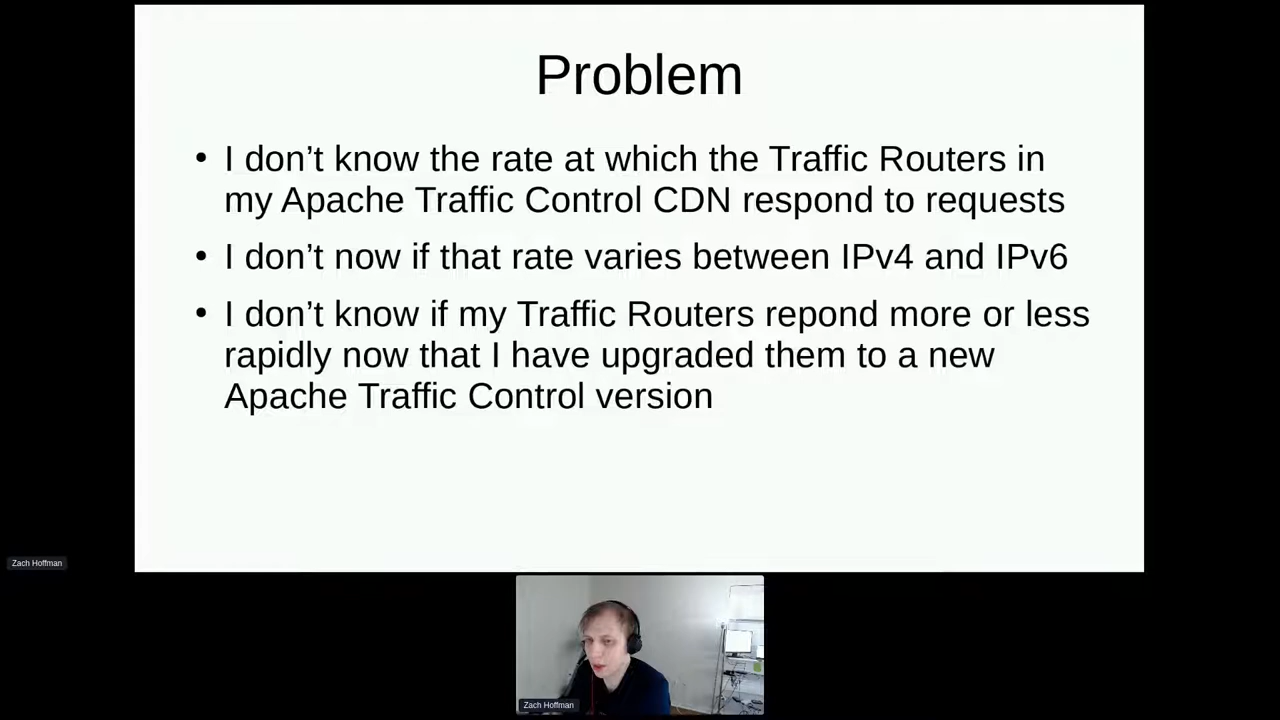 Problem
• I don’t know the rate at which the Traffic Routers in
my Apache Traffic Control CDN respond to requests
• I don’t now if that rate varies between IPv4 and IPv6
• I don’t know if my Traffic Routers repond more or less
rapidly now that I have upgraded them to a new
Apache Traffic Control version
Zach Hoffman
Zach Hoffman